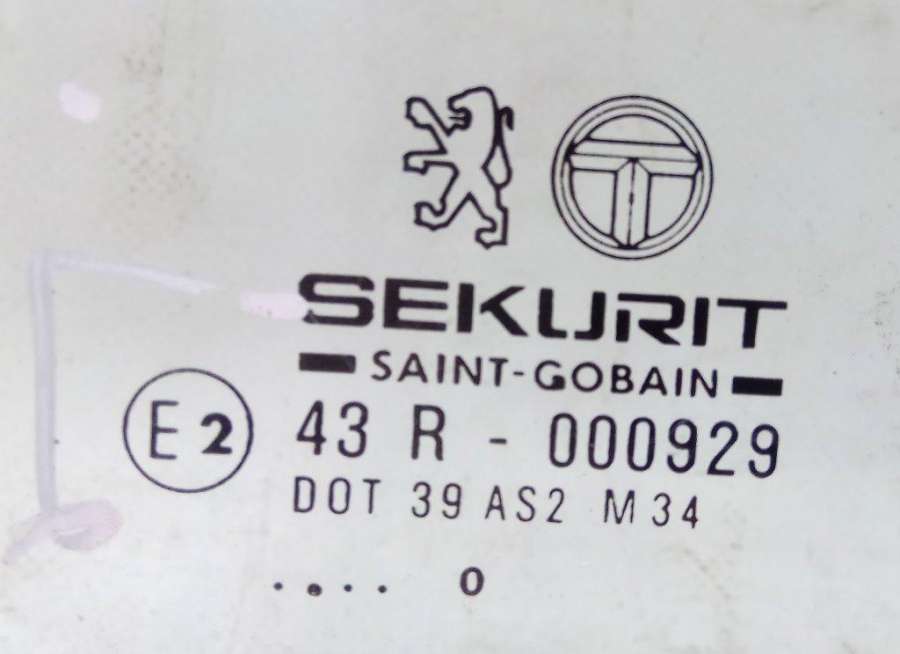 SEKURIT
SAINT-GOBAIN
E2 43 R - 000929
DOT 39 AS2 M34
.... 0